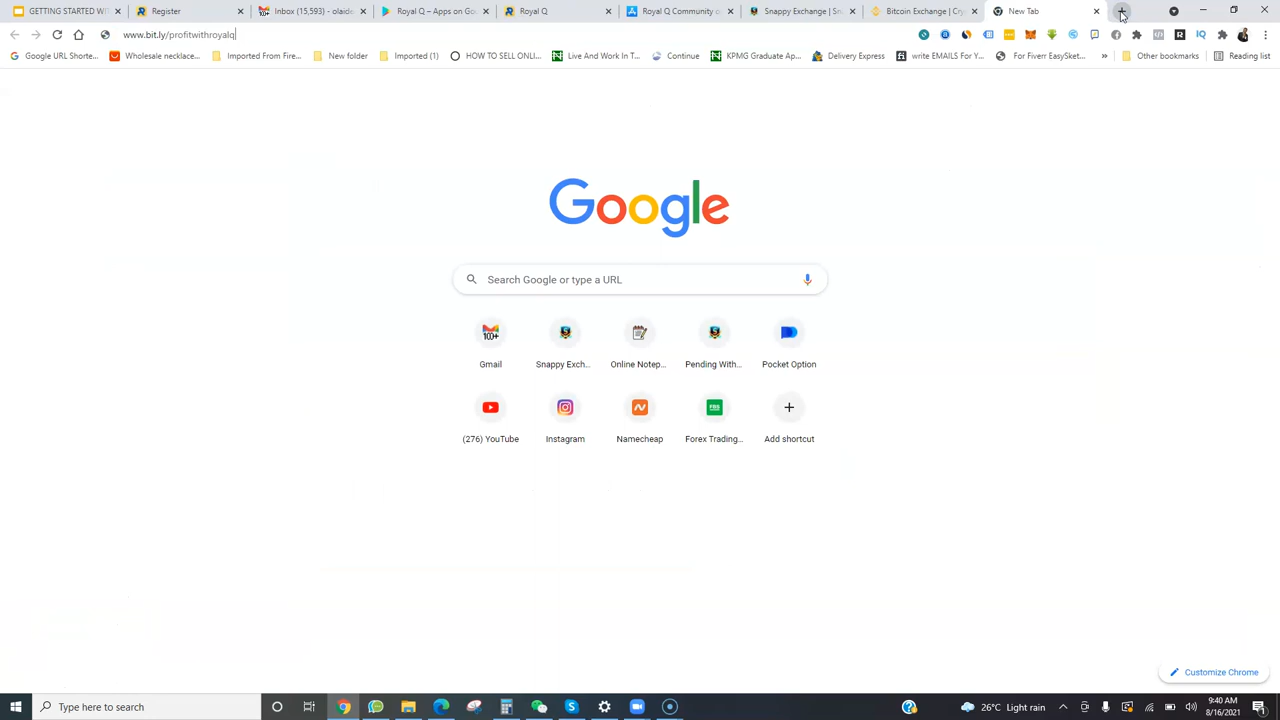 GETTING STARTED WIT
Register
Inbox (15,593) - olaide
Royal Q – Apps on Go
Royal Q
Royal Q Community o
Snappy Exchange | Sn
Bitcoin Exchange | Cry
New Tab
www.bit.ly/profitwithroyalq
Google URL Shorte...
Wholesale necklace...
Imported From Fire...
New folder
Imported (1)
HOW TO SELL ONLI...
Live And Work In T...
Continue
KPMG Graduate Ap...
Delivery Express
write EMAILS For Y...
For Fiverr EasySket...
»
Other bookmarks
Reading list
Google
Search Google or type a URL
100+
Gmail
Snappy Exch...
Online Notep...
Pending With...
Pocket Option
FBS
(276) YouTube
Instagram
Namecheap
Forex Trading...
Add shortcut
Customize Chrome
Type here to search
26°C Light rain
9:40 AM
8/16/2021